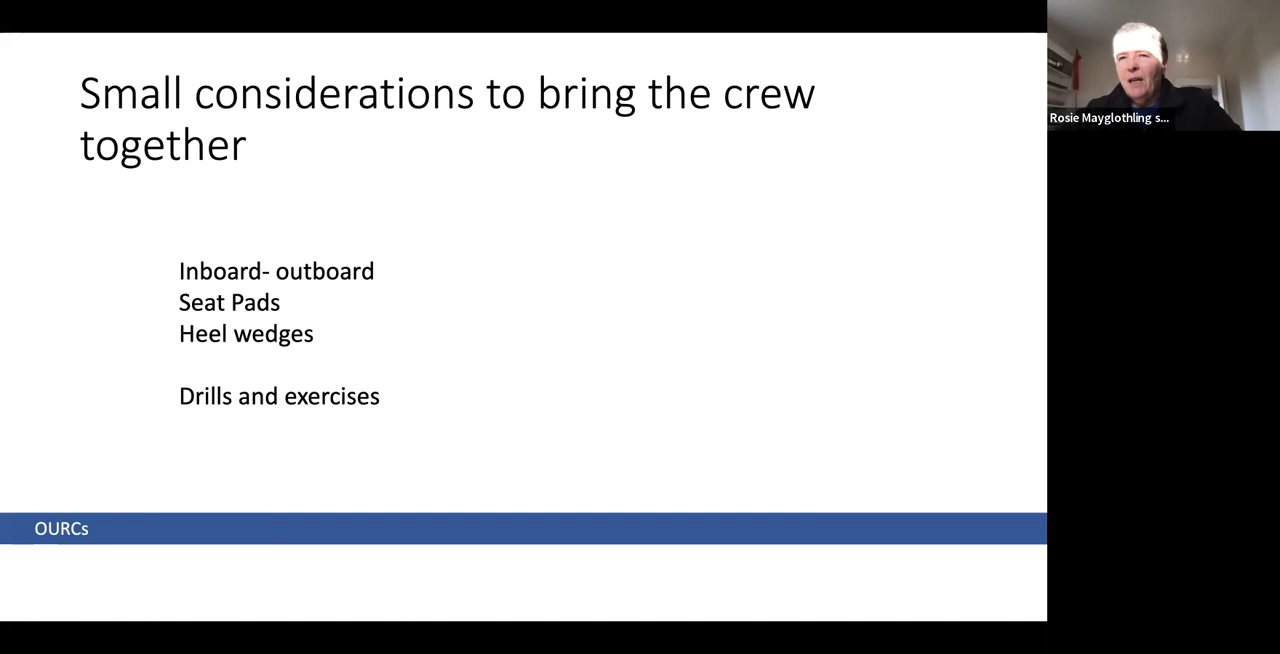 Small considerations to bring the crew
together
Rosie Mayglothling s...
Inboard- outboard
Seat Pads
Heel wedges
Drills and exercises
OURCs